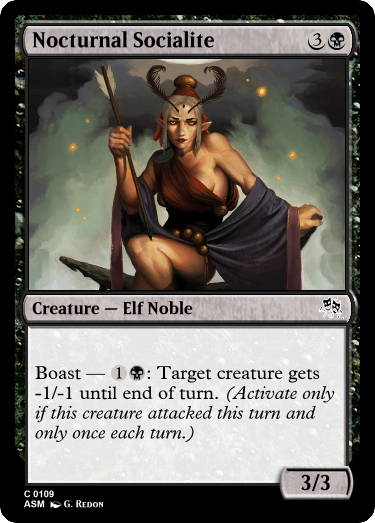 Nocturnal Socialite 3
Creature — Elf Noble
Boast — 1: Target creature gets
-1/-1 until end of turn. (Activate only
if this creature attacked this turn and
only once each turn.)
3/3
C 0109
ASM G. Redon